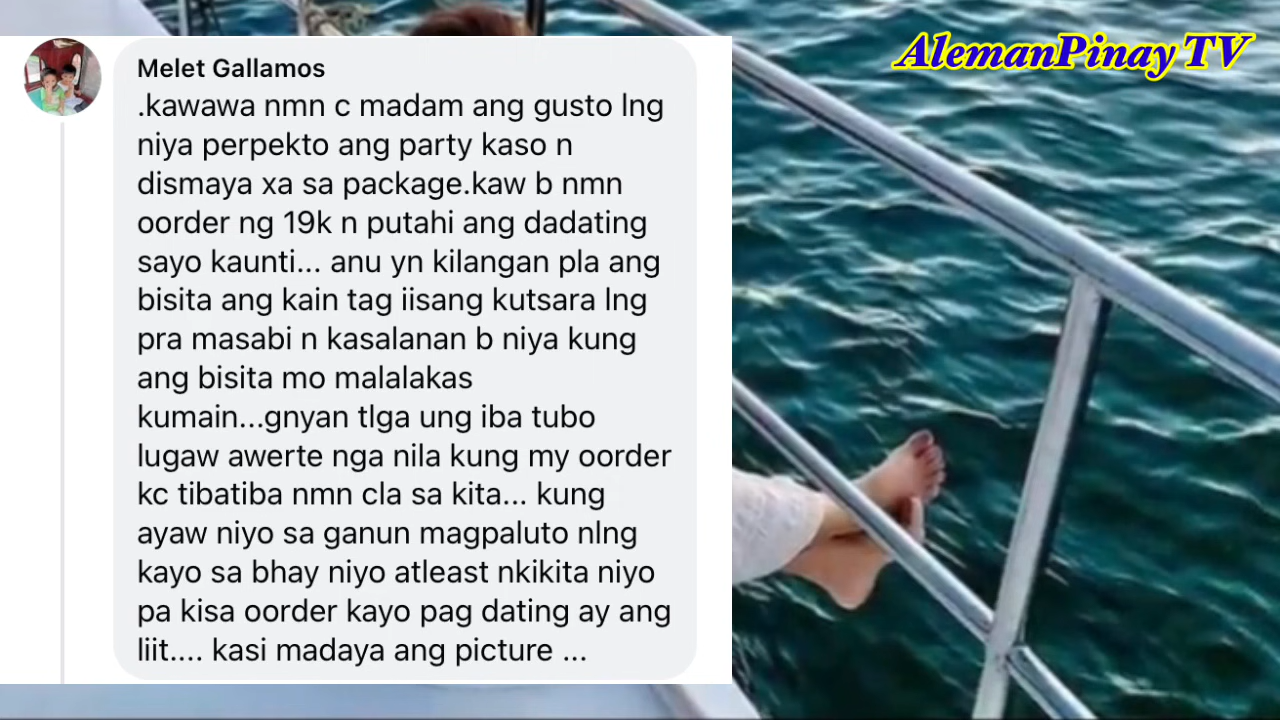 AlemanPinay TV
Melet Gallamos
.kawawa nmn c madam ang gusto lng
niya perpekto ang party kaso n
dismaya xa sa package.kaw b nmn
oorder ng 19k n putahi ang dadating
sayo kaunti... anu yn kilangan pla ang
bisita ang kain tag iisang kutsara lng
pra masabi n kasalanan b niya kung
ang bisita mo malalakas
kumain...gnyan tlga ung iba tubo
lugaw awerte nga nila kung my oorder
kc tibatiba nmn cla sa kita... kung
ayaw niyo sa ganun magpaluto nlng
kayo sa bhay niyo atleast nkikita niyo
pa kisa oorder kayo pag dating ay ang
liit.... kasi madaya ang picture ...